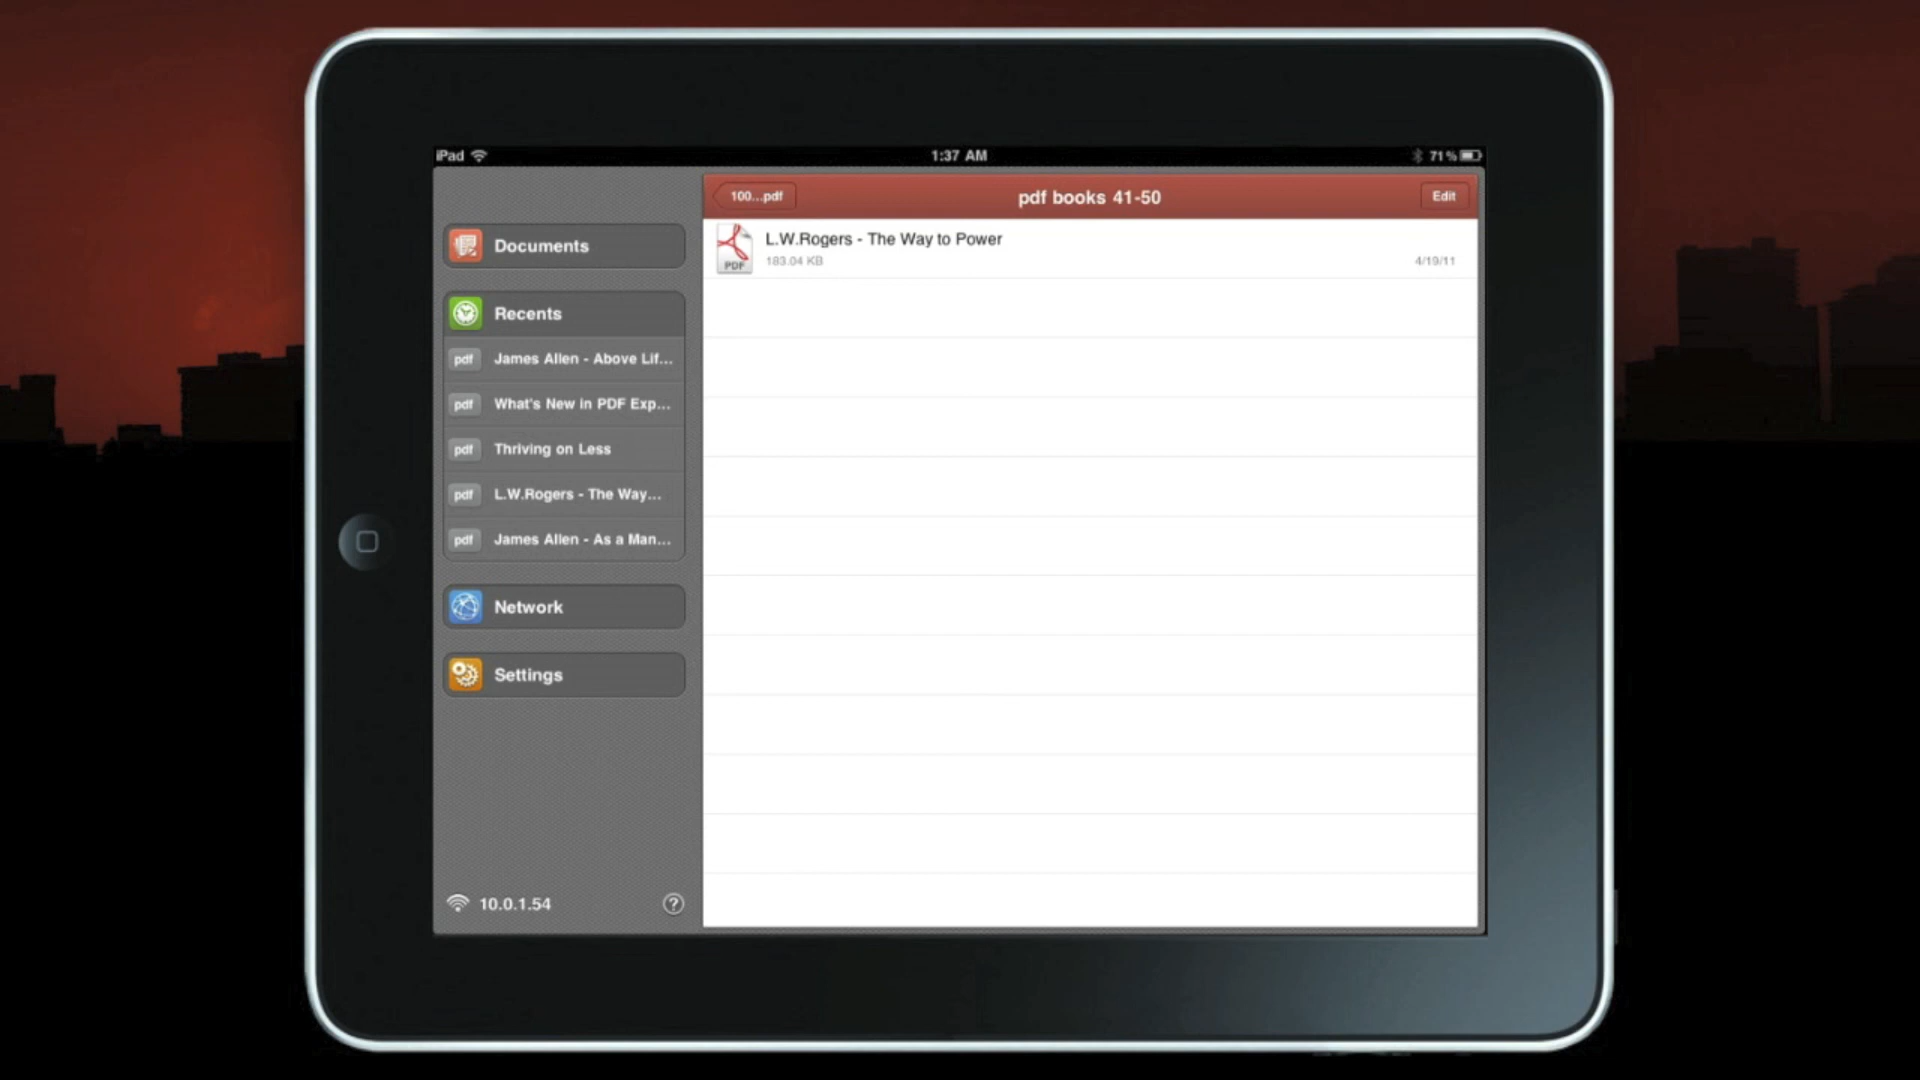 iPad
1:37 AM
71%
100...pdf
pdf books 41-50
Edit
Documents
Recents
pdf James Allen - Above Lif...
pdf What's New in PDF Exp...
pdf Thriving on Less
pdf L.W.Rogers - The Way...
pdf James Allen - As a Man...
Network
Settings
10.0.1.54
?
PDF
L.W.Rogers - The Way to Power
183.04 KB
4/19/11